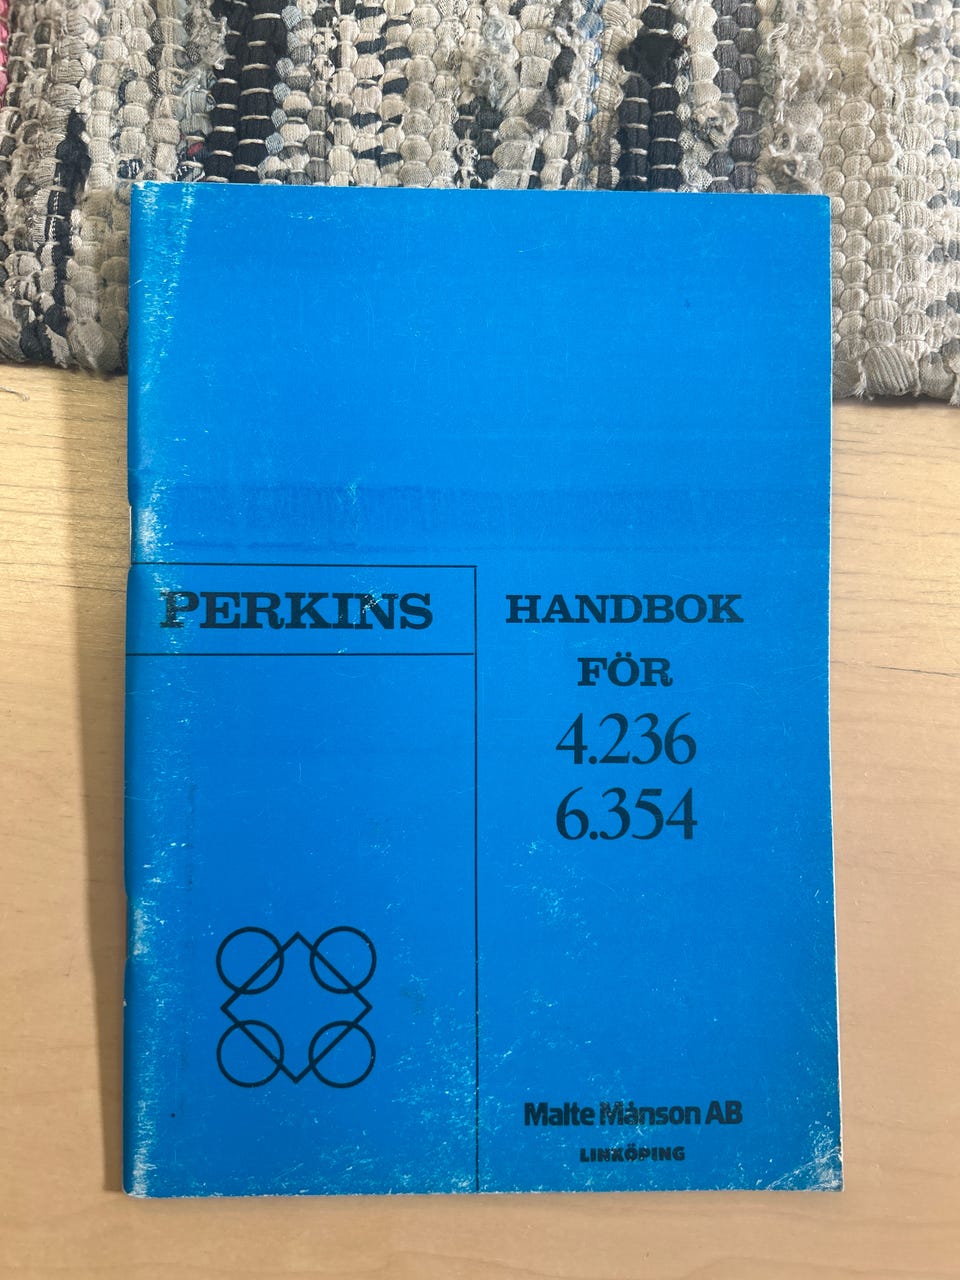 PERKINS
HANDBOK
FÖR
4.236
6.354
Malte Månson AB
LINKÖPING